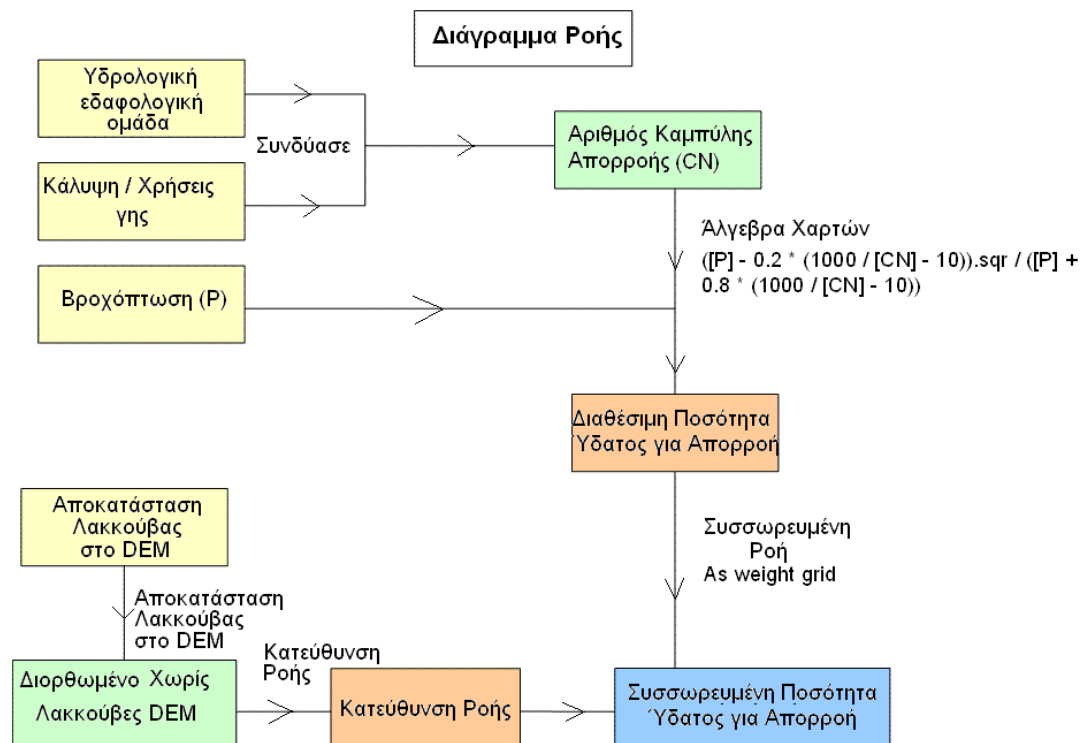 Διάγραμμα Ροής
Υδρολογική
εδαφολογική
ομάδα
Συνδύασε
Κάλυψη / Χρήσεις
γης
Αριθμός Καμπύλης
Απορροής (CN)
Άλγεβρα Χαρτών
([P] - 0.2 * (1000 / [CN] - 10)).sqr / ([P] +
0.8 * (1000 / [CN] - 10))
Βροχόπτωση (P)
Διαθέσιμη Ποσότητα
Ύδατος για Απορροή
Συσσωρευμένη
Ροή
As weight grid
Αποκατάσταση
Λακκούβας
στο DEM
Αποκατάσταση
Λακκούβας
στο DEM
Διορθωμένο Χωρίς
Λακκούβες DEM
Κατεύθυνση
Ροής
Κατεύθυνση Ροής
Συσσωρευμένη Ποσότητα
Ύδατος για Απορροή